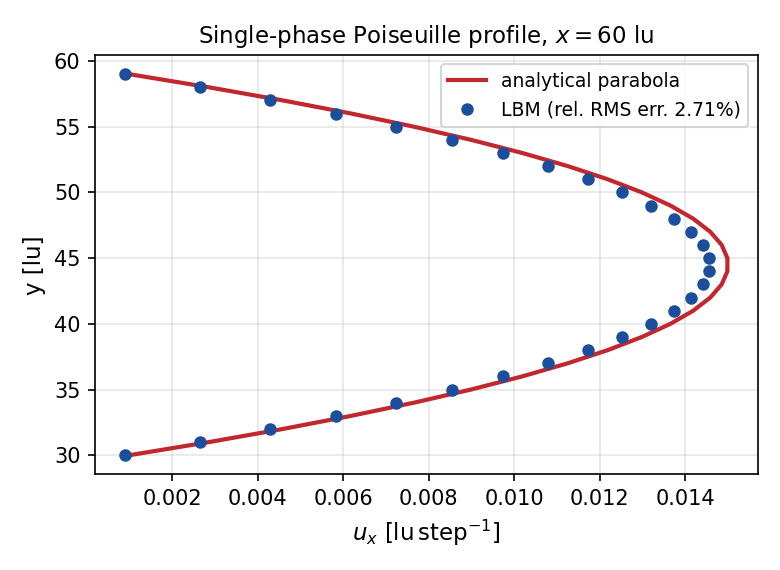 Single-phase Poiseuille profile, x = 60 lu
analytical parabola
LBM (rel. RMS err. 2.71%)
60
55
50
45
40
35
30
y [lu]
0.002 0.004 0.006 0.008 0.010 0.012 0.014
uₓ [lu step⁻¹]